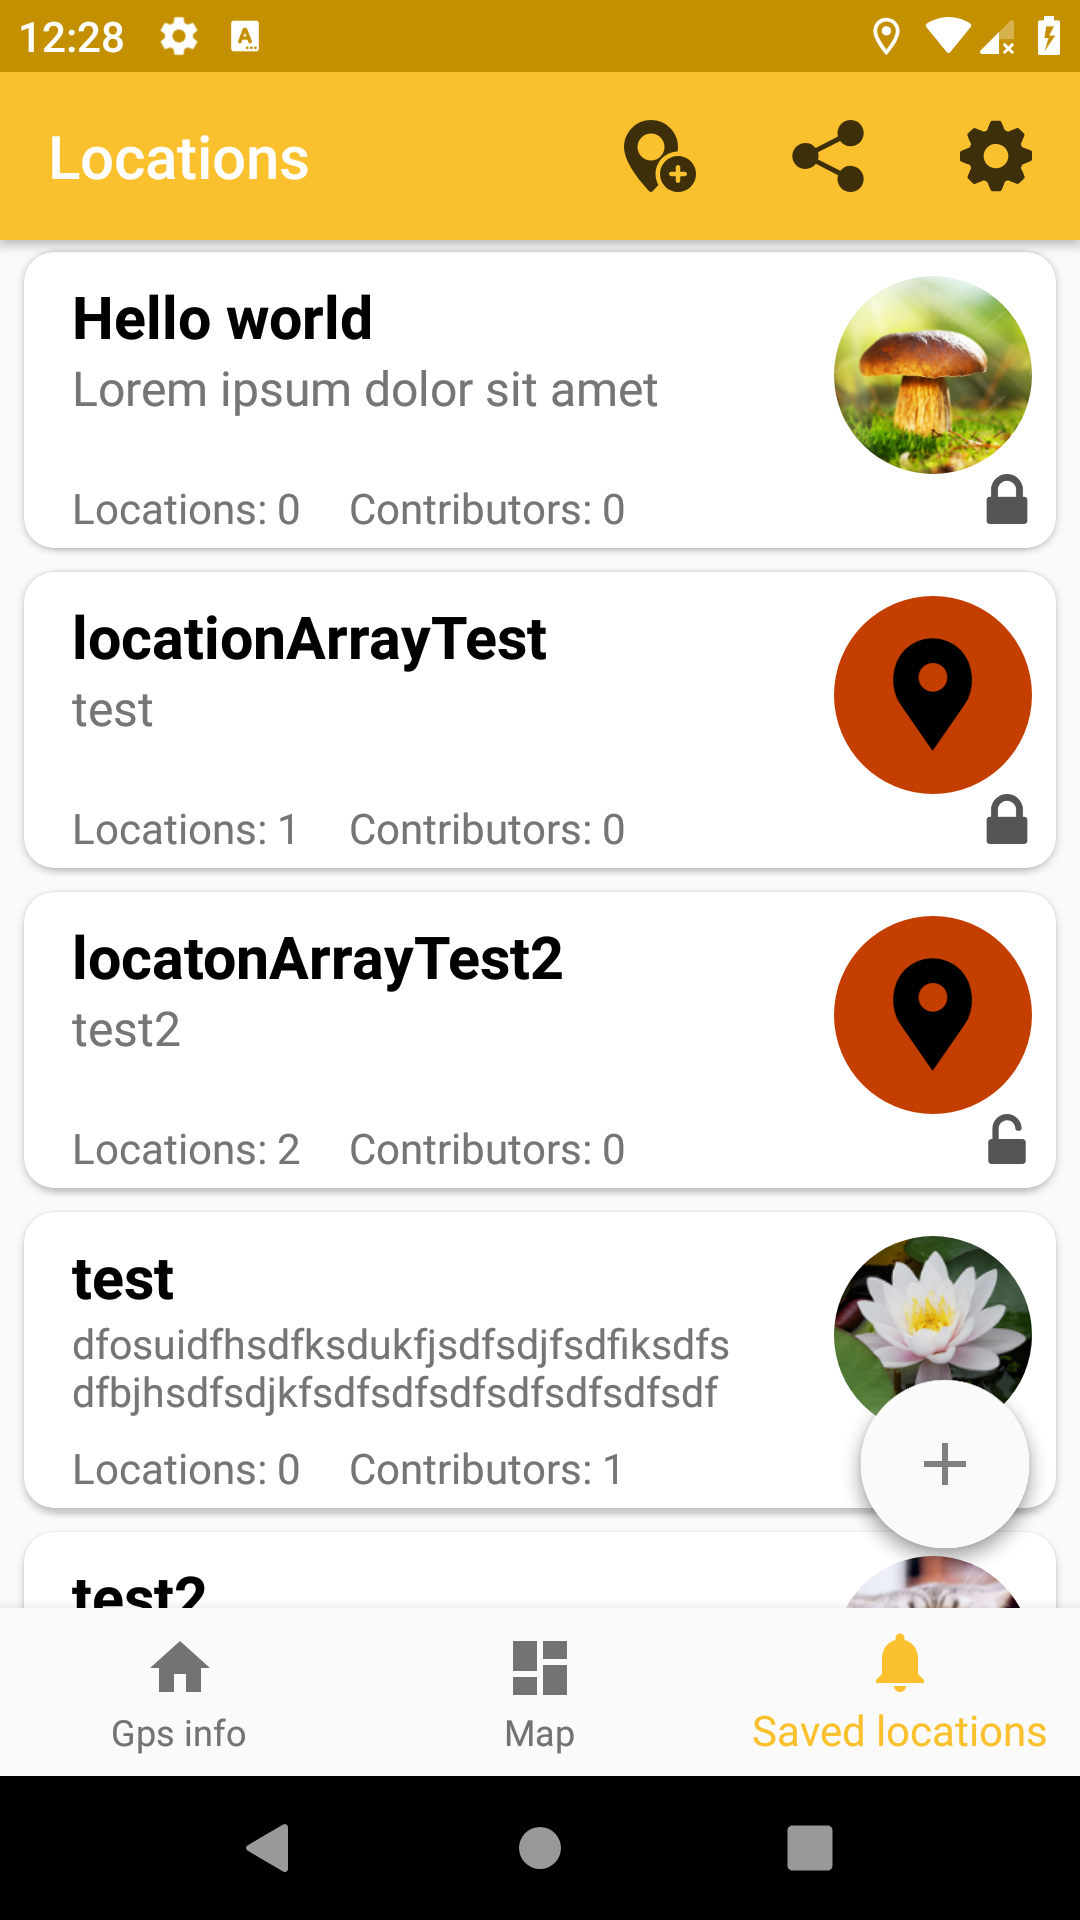 12:28
Locations
Hello world
Lorem ipsum dolor sit amet
Locations: 0 Contributors: 0
locationArrayTest
test
Locations: 1 Contributors: 0
locatonArrayTest2
test2
Locations: 2 Contributors: 0
test
dfosuidfhsdfksdukfjsdfsdjfsdfiksdfs
dfbjhsdfsdjkfsdfsdfsdfsdfsdfsdfsdf
Locations: 0 Contributors: 1
test2
Gps info
Map
Saved locations